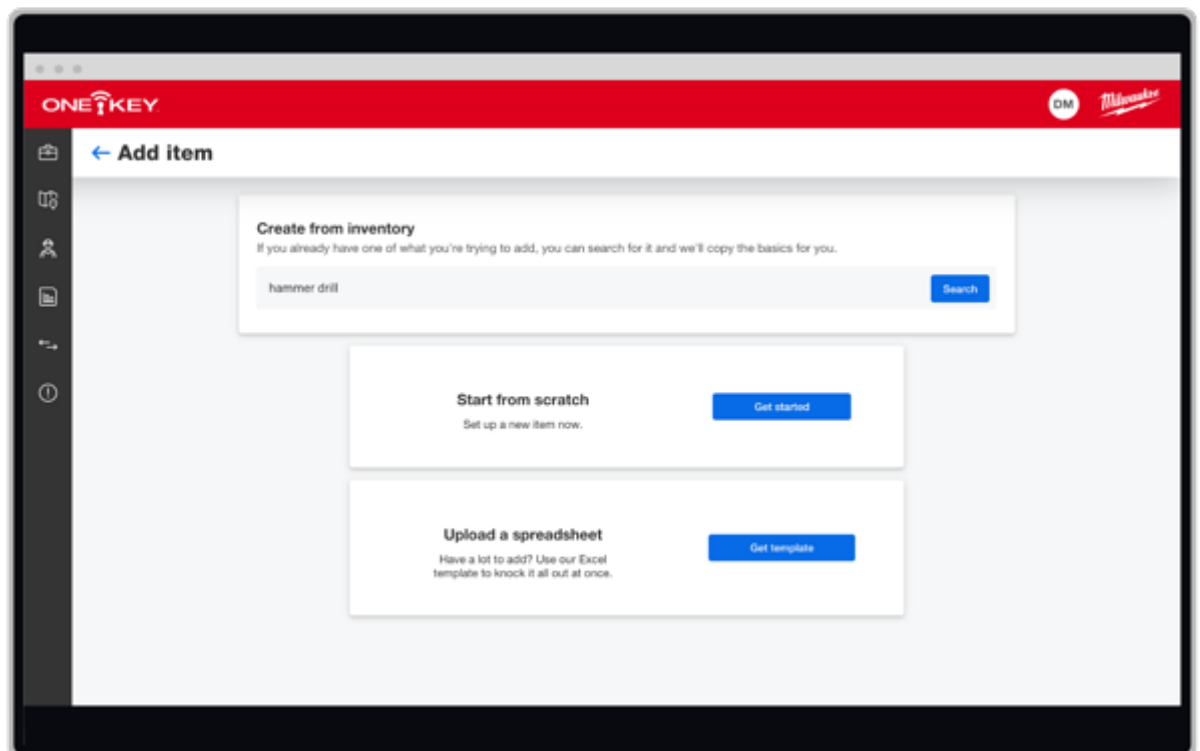 ONE KEY
DM
Milwaukee
Add item
Create from inventory
If you already have one of what you're trying to add, you can search for it and we'll copy the basics for you.
hammer drill
Search
Start from scratch
Set up a new item now.
Get started
Upload a spreadsheet
Have a lot to add? Use our Excel
template to knock it all out at once.
Get template